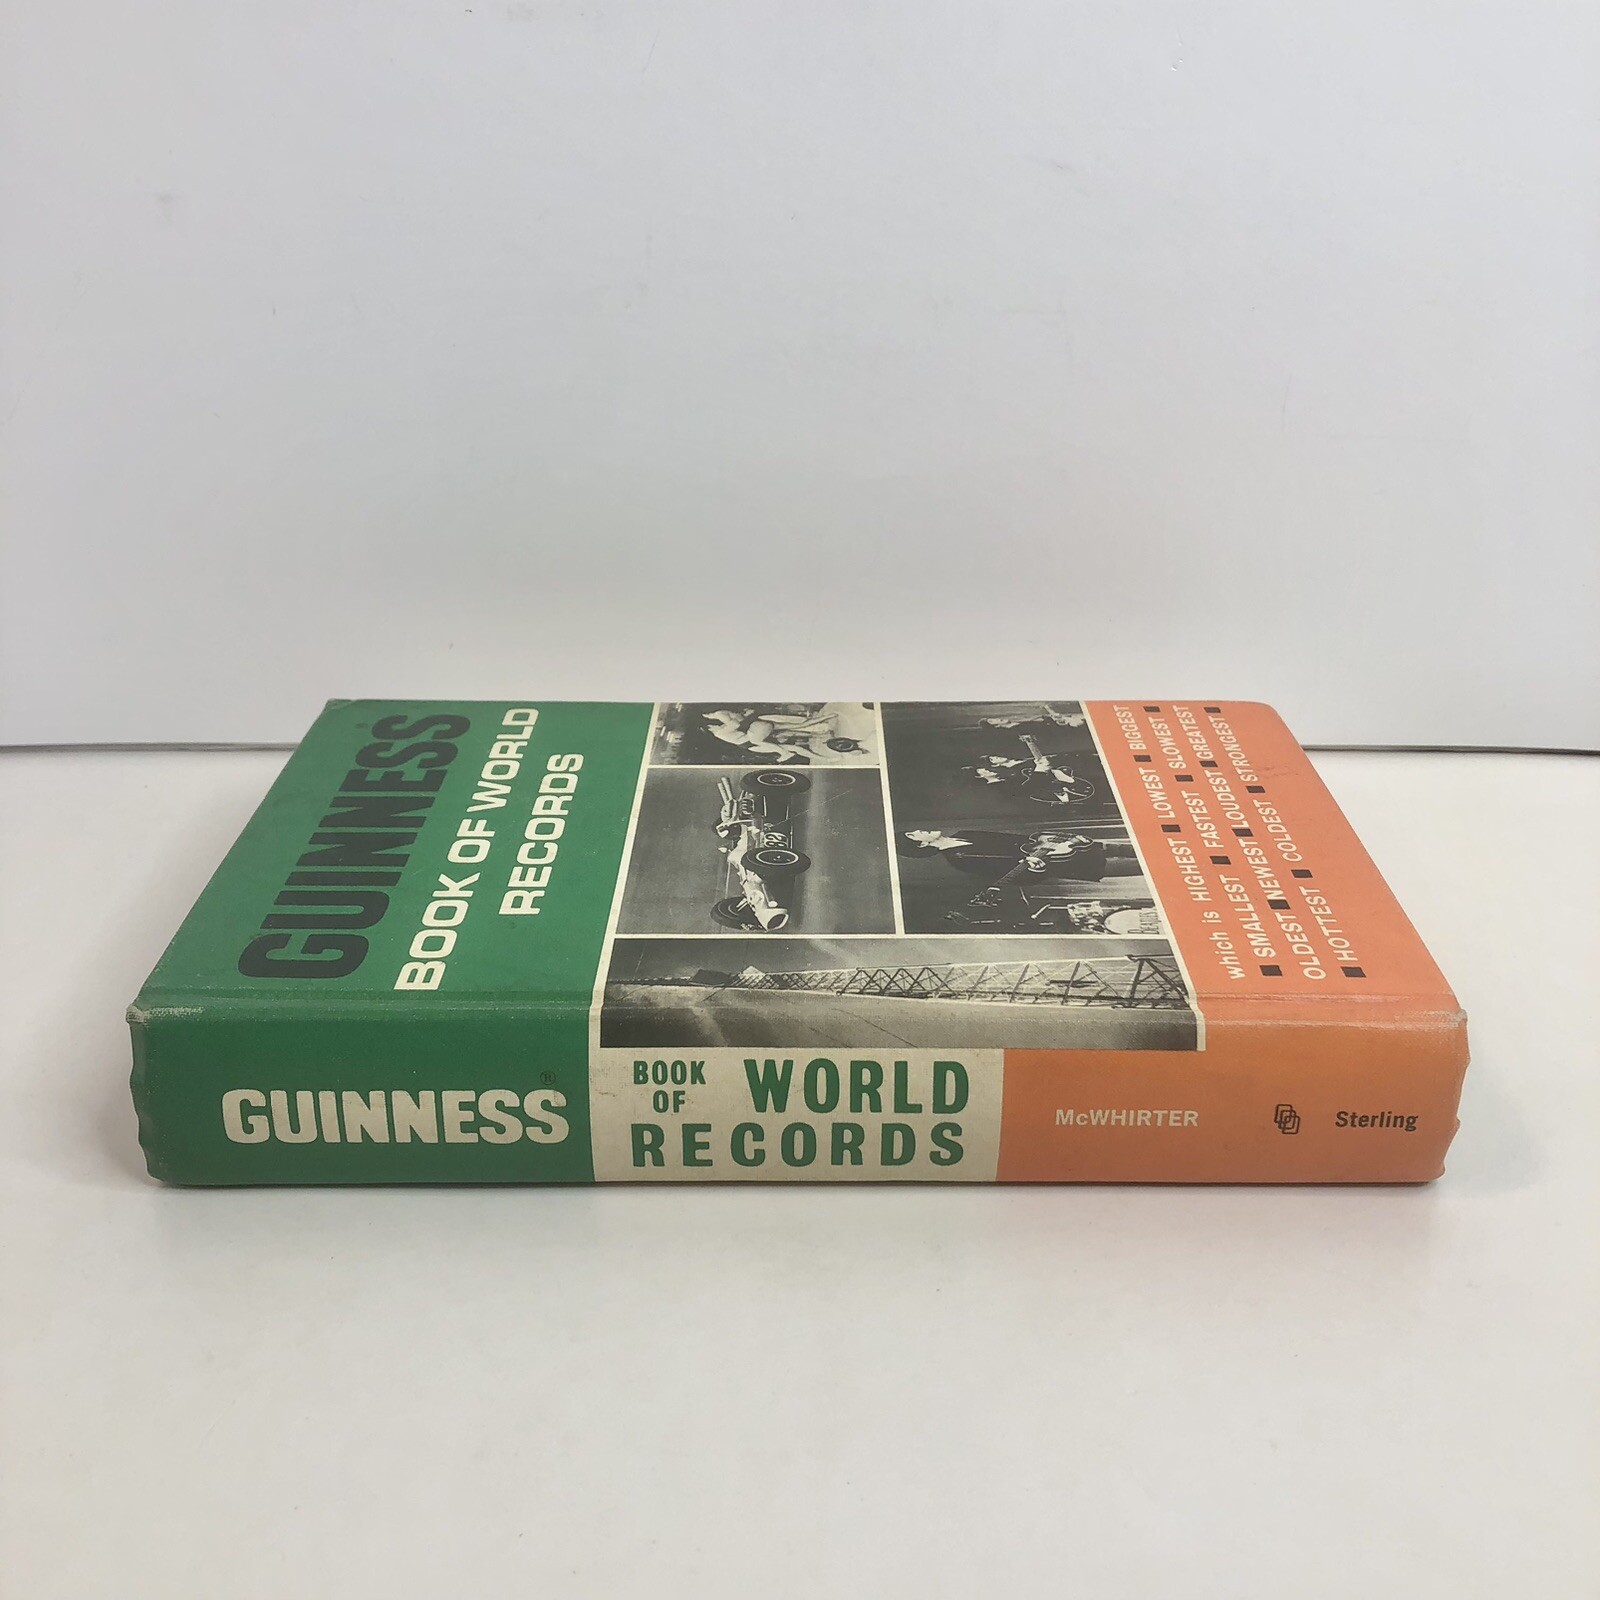 GUINNESS
BOOK OF WORLD
RECORDS
which is HIGHEST ■ LOWEST ■ BIGGEST
■ SMALLEST ■ FASTEST ■ SLOWEST ■
OLDEST ■ NEWEST ■ LOUDEST ■ GREATEST
■ HOTTEST ■ COLDEST ■ STRONGEST ■
82
GUINNESS®
BOOK
OF
WORLD
RECORDS
McWHIRTER
Sterling